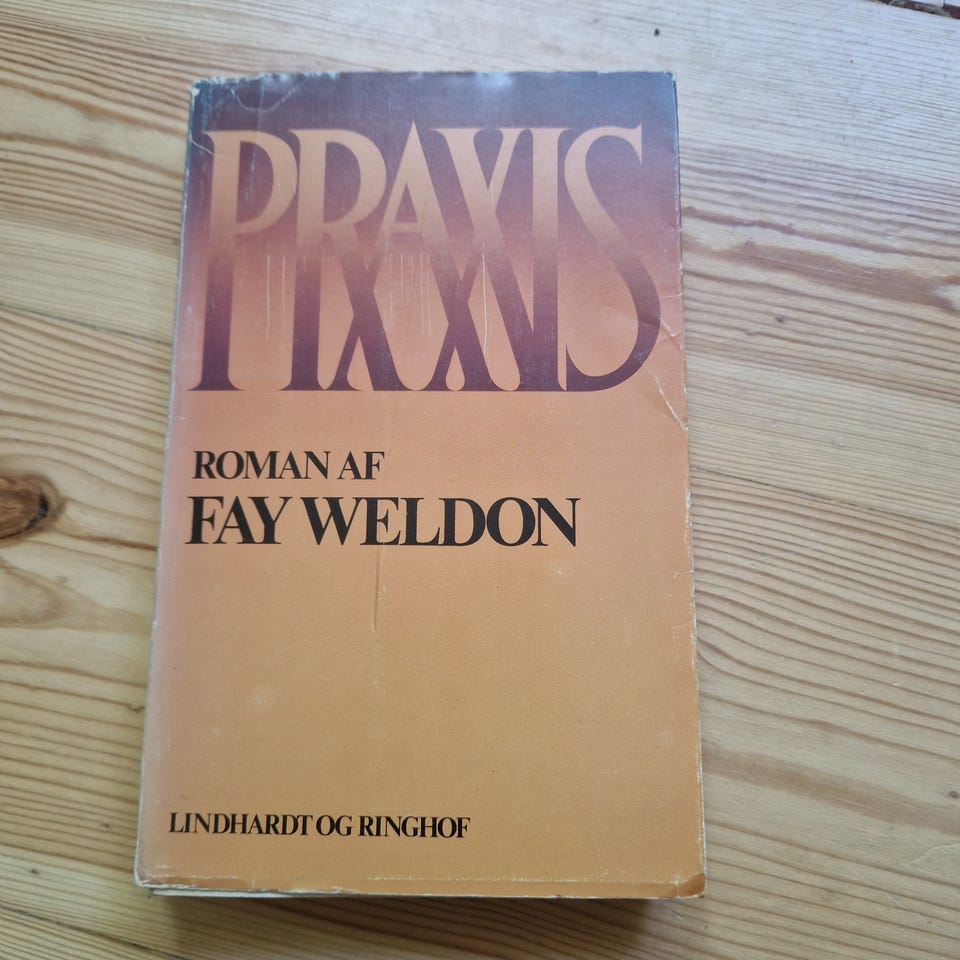 PRAXIS
ROMAN AF
FAY WELDON
LINDHARDT OG RINGHOF